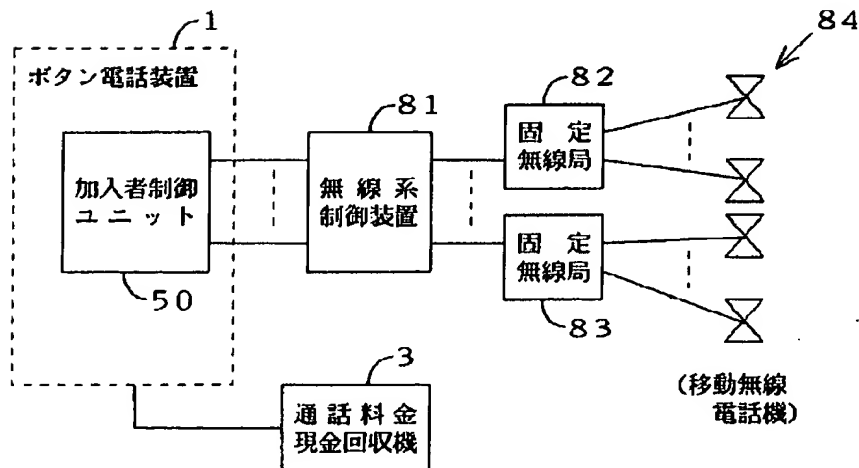 1
84
ボタン電話装置
81
82
固定
無線局
加入者制御
ユニット
無線系
制御装置
固定
無線局
50
83
3
通話料金
現金回収機
(移動無線
電話機)